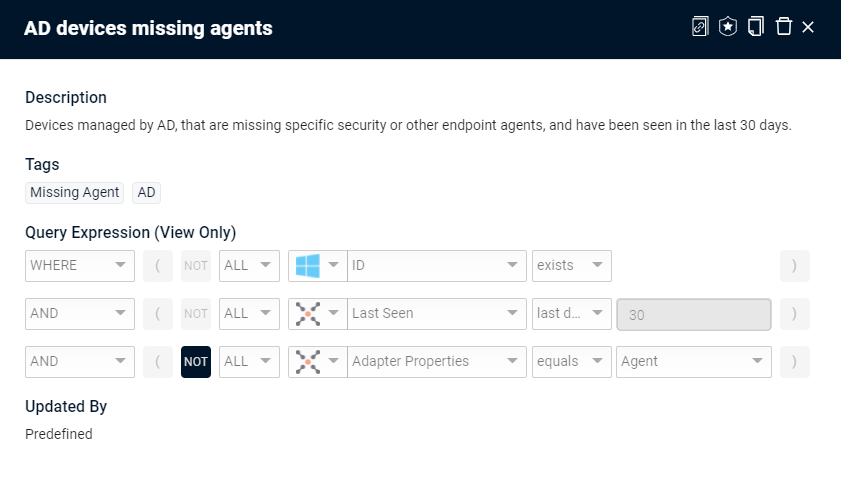 AD devices missing agents
Description
Devices managed by AD, that are missing specific security or other endpoint agents, and have been seen in the last 30 days.
Tags
Missing Agent AD
Query Expression (View Only)
WHERE ( NOT ALL ID exists )
AND ( NOT ALL Last Seen last d... 30 )
AND ( NOT ALL Adapter Properties equals Agent )
Updated By
Predefined